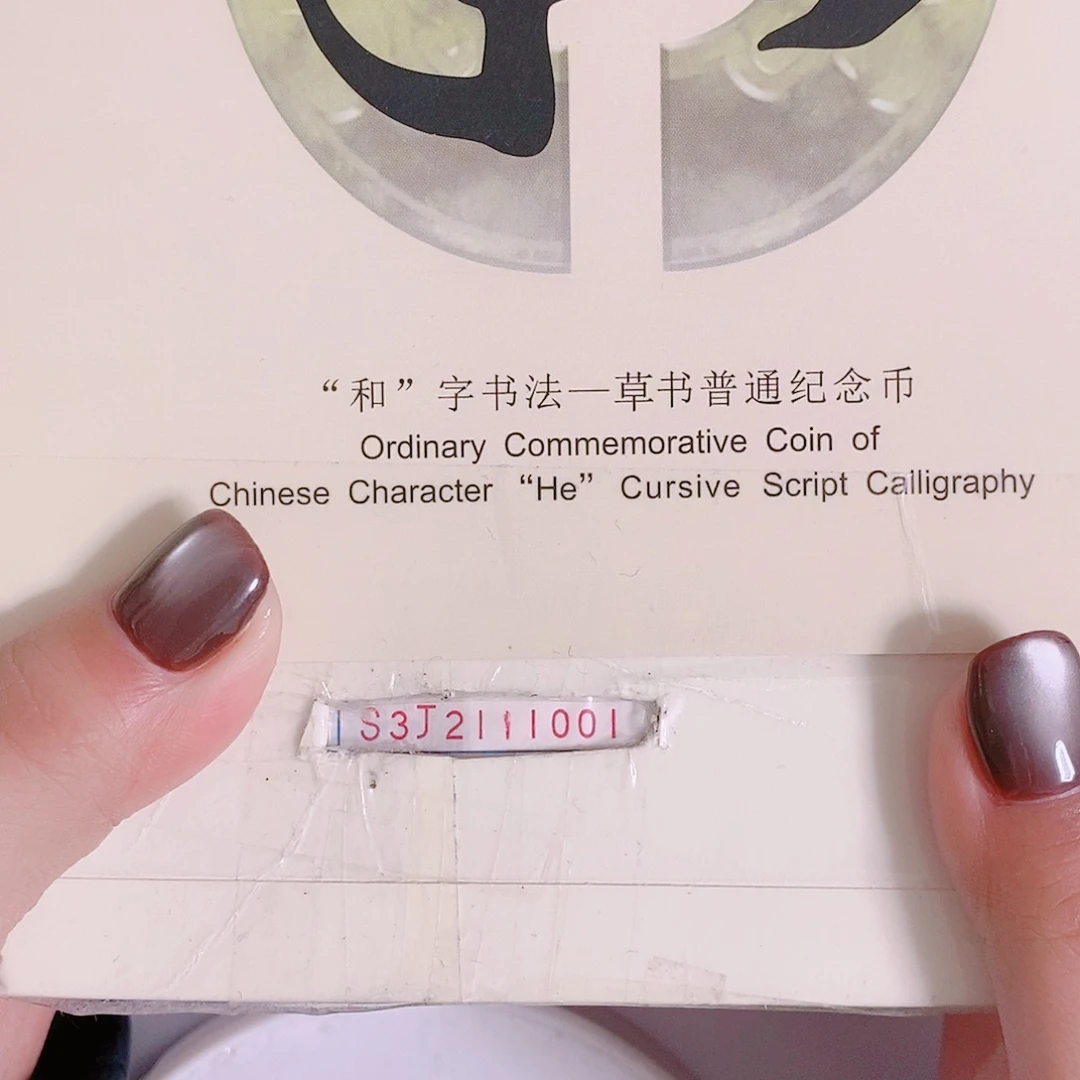 “和”字书法—草书普通纪念币
Ordinary Commemorative Coin of
Chinese Character “He” Cursive Script Calligraphy
S3J2111001